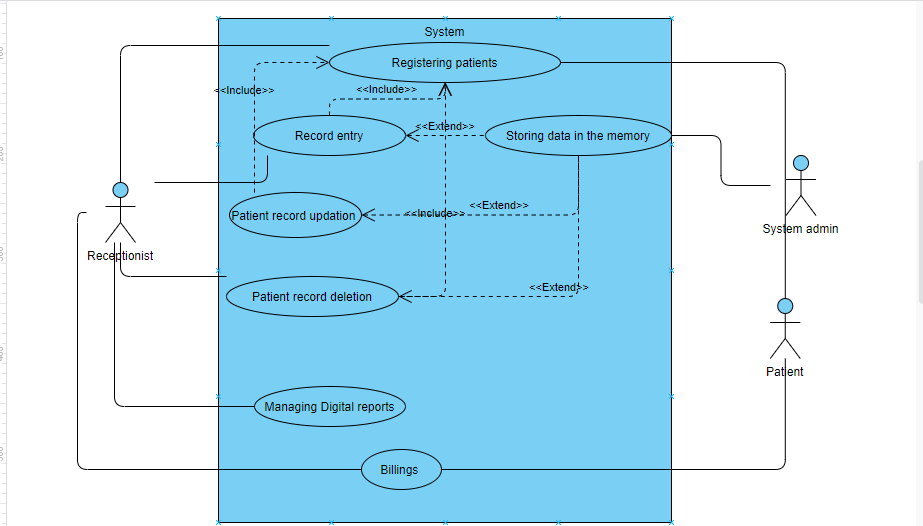 System
Registering patients
<<Include>>
<<Include>>
<<Extend>>
Record entry
Storing data in the memory
Patient record updation
<<Include>>
<<Extend>>
System admin
Receptionist
<<Extend>>
Patient record deletion
Patient
Managing Digital reports
Billings